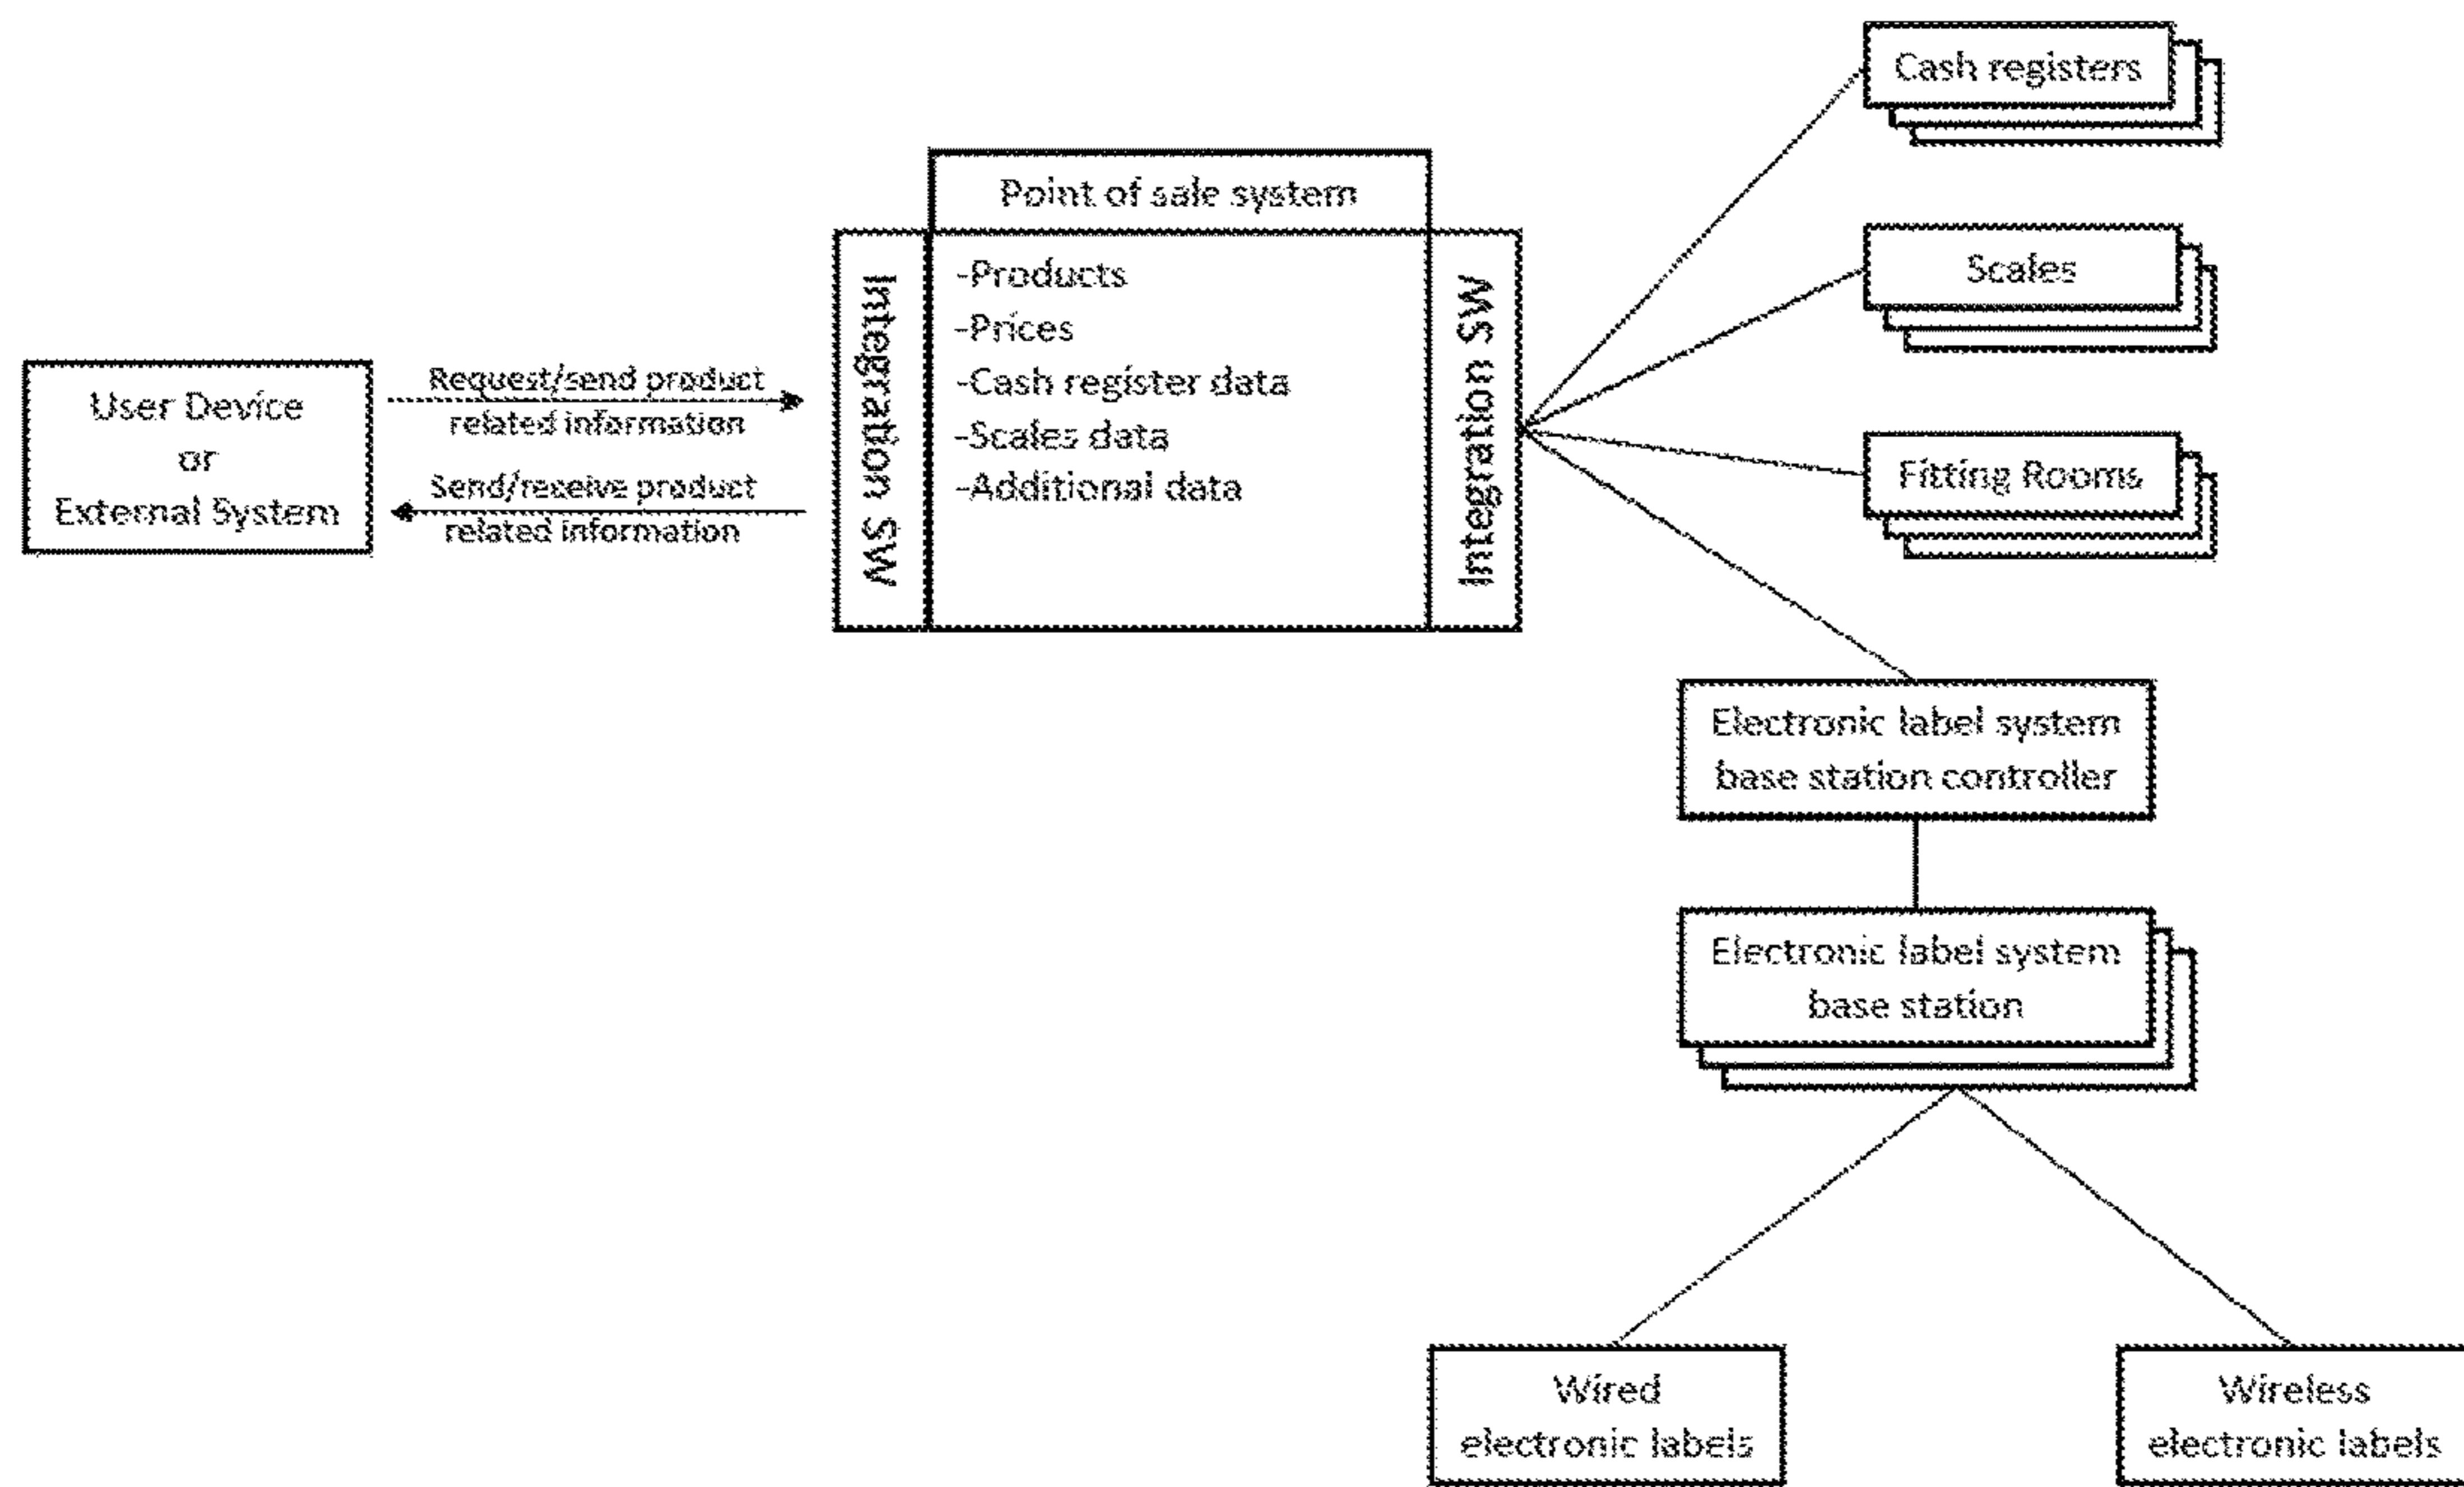 User Device
or
External System
Request/send product
related information
Send/receive product
related information
Integration SW
Point of sale system
-Products
-Prices
-Cash register data
-Scales data
-Additional data
Integration SW
Cash registers
Scales
Fitting Rooms
Electronic label system
base station controller
Electronic label system
base station
Wired
electronic labels
Wireless
electronic labels